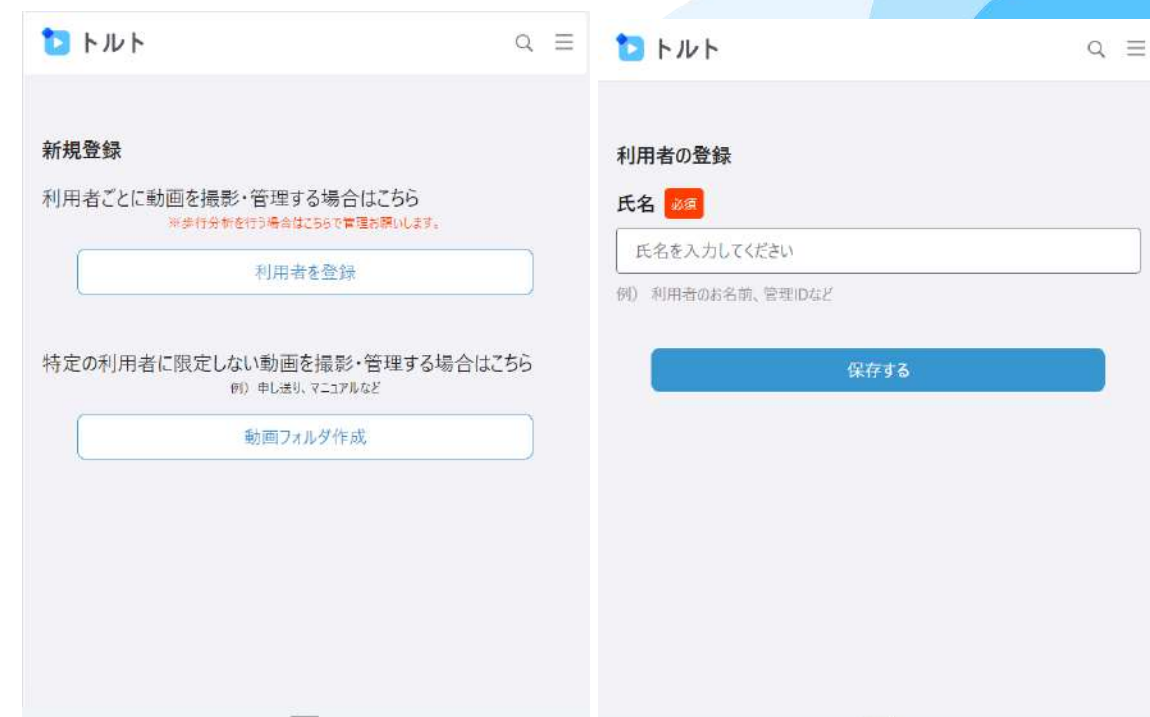 トルト
新規登録
利用者ごとに動画を撮影・管理する場合はこちら
※歩行分析を行う場合はこちらで管理お願いします。
利用者を登録
特定の利用者に限定しない動画を撮影・管理する場合はこちら
例） 申し送り、マニュアルなど
動画フォルダ作成
トルト
利用者の登録
氏名 必須
氏名を入力してください
例） 利用者のお名前、管理IDなど
保存する